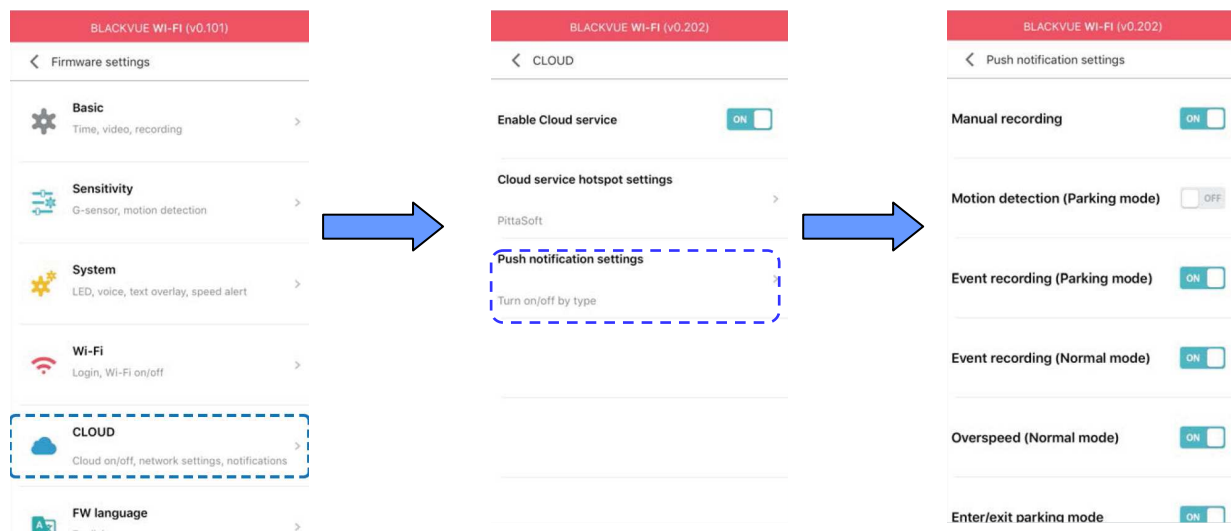 BLACKVUE WI-FI (v0.101)
Firmware settings
Basic
Time, video, recording
Sensitivity
G-sensor, motion detection
System
LED, voice, text overlay, speed alert
Wi-Fi
Login, Wi-Fi on/off
CLOUD
Cloud on/off, network settings, notifications
FW language
BLACKVUE WI-FI (v0.202)
CLOUD
Enable Cloud service ON
Cloud service hotspot settings
PittaSoft
Push notification settings
Turn on/off by type
BLACKVUE WI-FI (v0.202)
Push notification settings
Manual recording ON
Motion detection (Parking mode) OFF
Event recording (Parking mode) ON
Event recording (Normal mode) ON
Overspeed (Normal mode) ON
Enter/exit parking mode ON